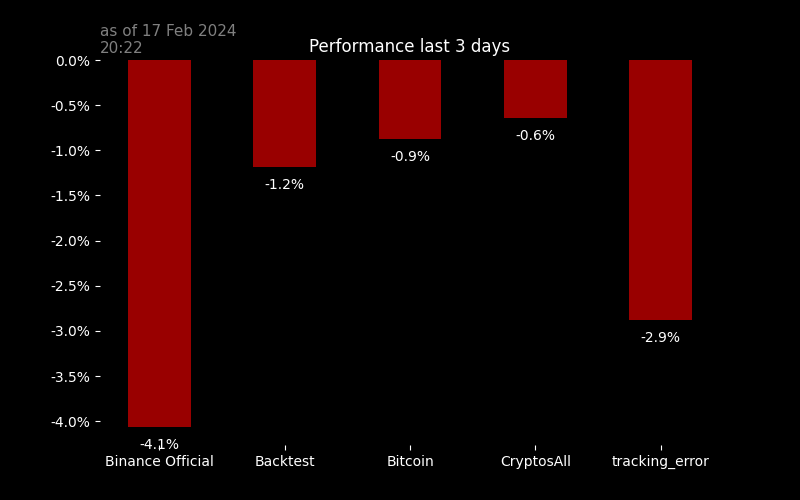 as of 17 Feb 2024
20:22
Performance last 3 days
0.0%
-0.5%
-1.0%
-1.5%
-2.0%
-2.5%
-3.0%
-3.5%
-4.0%
-4.1%
-1.2%
-0.9%
-0.6%
-2.9%
Binance Official
Backtest
Bitcoin
CryptosAll
tracking_error